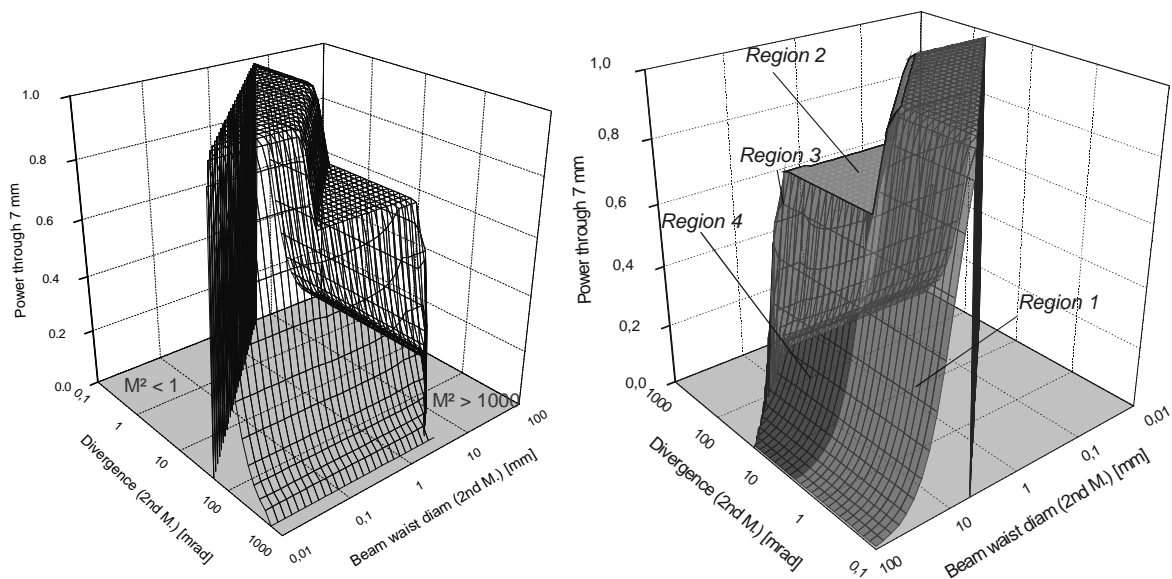 Power through 7 mm
1.0
0.8
0.6
0.4
0.2
0.0
0,1
1
10
100
1000
Divergence (2nd M.) [mrad]
0,01
0,1
1
10
100
Beam waist diam (2nd M.) [mm]
M² < 1
M² > 1000
Power through 7 mm
1,0
0,8
0,6
0,4
0,2
0,0
1000
100
10
1
0,1
Divergence (2nd M.) [mrad]
100
10
1
0,1
0,01
Beam waist diam (2nd M.) [mm]
Region 2
Region 3
Region 4
Region 1